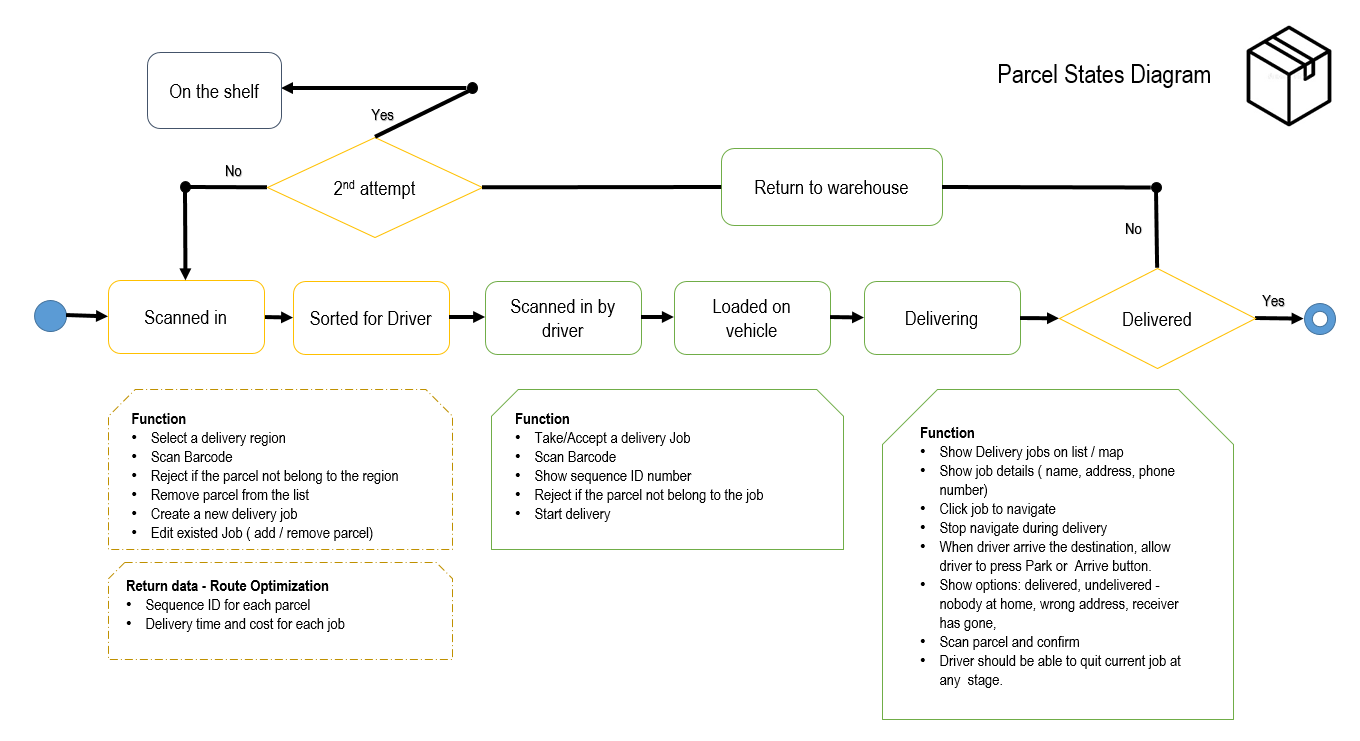 Parcel States Diagram
On the shelf
Yes
No
2nd attempt
Return to warehouse
No
Scanned in
Sorted for Driver
Scanned in by
driver
Loaded on
vehicle
Delivering
Delivered
Yes
Function
• Select a delivery region
• Scan Barcode
• Reject if the parcel not belong to the region
• Remove parcel from the list
• Create a new delivery job
• Edit existed Job ( add / remove parcel)
Return data - Route Optimization
• Sequence ID for each parcel
• Delivery time and cost for each job
Function
• Take/Accept a delivery Job
• Scan Barcode
• Show sequence ID number
• Reject if the parcel not belong to the job
• Start delivery
Function
• Show Delivery jobs on list / map
• Show job details ( name, address, phone
number)
• Click job to navigate
• Stop navigate during delivery
• When driver arrive the destination, allow
driver to press Park or Arrive button.
• Show options: delivered, undelivered -
nobody at home, wrong address, receiver
has gone,
• Scan parcel and confirm
• Driver should be able to quit current job at
any stage.